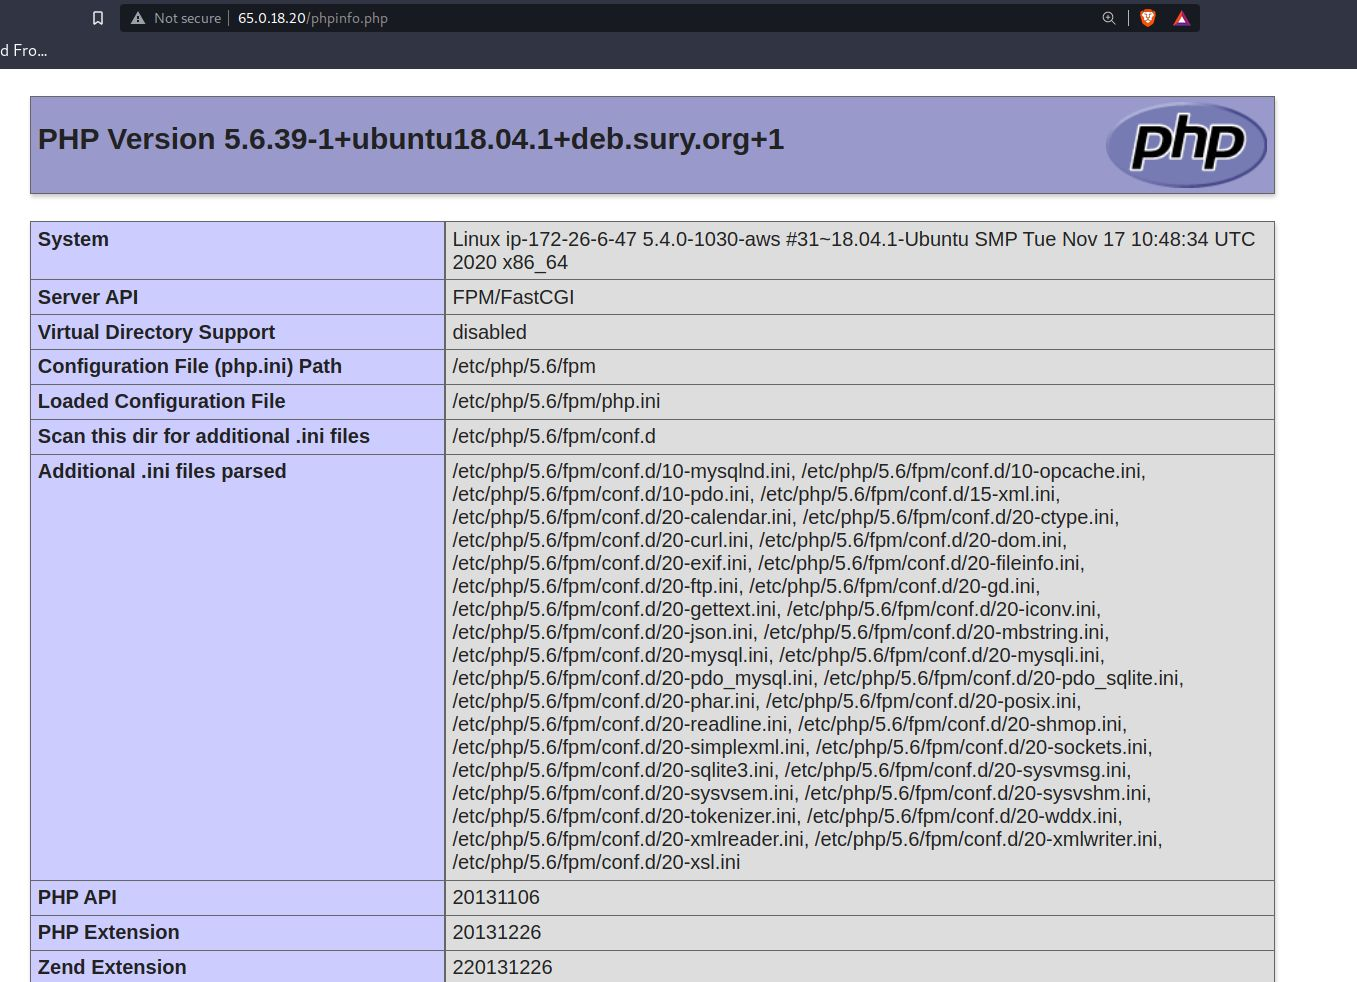 Not secure | 65.0.18.20/phpinfo.php
d Fro...
PHP Version 5.6.39-1+ubuntu18.04.1+deb.sury.org+1
php
System
Linux ip-172-26-6-47 5.4.0-1030-aws #31~18.04.1-Ubuntu SMP Tue Nov 17 10:48:34 UTC
2020 x86_64
Server API
FPM/FastCGI
Virtual Directory Support
disabled
Configuration File (php.ini) Path
/etc/php/5.6/fpm
Loaded Configuration File
/etc/php/5.6/fpm/php.ini
Scan this dir for additional .ini files
/etc/php/5.6/fpm/conf.d
Additional .ini files parsed
/etc/php/5.6/fpm/conf.d/10-mysqlnd.ini, /etc/php/5.6/fpm/conf.d/10-opcache.ini,
/etc/php/5.6/fpm/conf.d/10-pdo.ini, /etc/php/5.6/fpm/conf.d/15-xml.ini,
/etc/php/5.6/fpm/conf.d/20-calendar.ini, /etc/php/5.6/fpm/conf.d/20-ctype.ini,
/etc/php/5.6/fpm/conf.d/20-curl.ini, /etc/php/5.6/fpm/conf.d/20-dom.ini,
/etc/php/5.6/fpm/conf.d/20-exif.ini, /etc/php/5.6/fpm/conf.d/20-fileinfo.ini,
/etc/php/5.6/fpm/conf.d/20-ftp.ini, /etc/php/5.6/fpm/conf.d/20-gd.ini,
/etc/php/5.6/fpm/conf.d/20-gettext.ini, /etc/php/5.6/fpm/conf.d/20-iconv.ini,
/etc/php/5.6/fpm/conf.d/20-json.ini, /etc/php/5.6/fpm/conf.d/20-mbstring.ini,
/etc/php/5.6/fpm/conf.d/20-mysql.ini, /etc/php/5.6/fpm/conf.d/20-mysqli.ini,
/etc/php/5.6/fpm/conf.d/20-pdo_mysql.ini, /etc/php/5.6/fpm/conf.d/20-pdo_sqlite.ini,
/etc/php/5.6/fpm/conf.d/20-phar.ini, /etc/php/5.6/fpm/conf.d/20-posix.ini,
/etc/php/5.6/fpm/conf.d/20-readline.ini, /etc/php/5.6/fpm/conf.d/20-shmop.ini,
/etc/php/5.6/fpm/conf.d/20-simplexml.ini, /etc/php/5.6/fpm/conf.d/20-sockets.ini,
/etc/php/5.6/fpm/conf.d/20-sqlite3.ini, /etc/php/5.6/fpm/conf.d/20-sysvmsg.ini,
/etc/php/5.6/fpm/conf.d/20-sysvsem.ini, /etc/php/5.6/fpm/conf.d/20-sysvshm.ini,
/etc/php/5.6/fpm/conf.d/20-tokenizer.ini, /etc/php/5.6/fpm/conf.d/20-wddx.ini,
/etc/php/5.6/fpm/conf.d/20-xmlreader.ini, /etc/php/5.6/fpm/conf.d/20-xmlwriter.ini,
/etc/php/5.6/fpm/conf.d/20-xsl.ini
PHP API
20131106
PHP Extension
20131226
Zend Extension
220131226